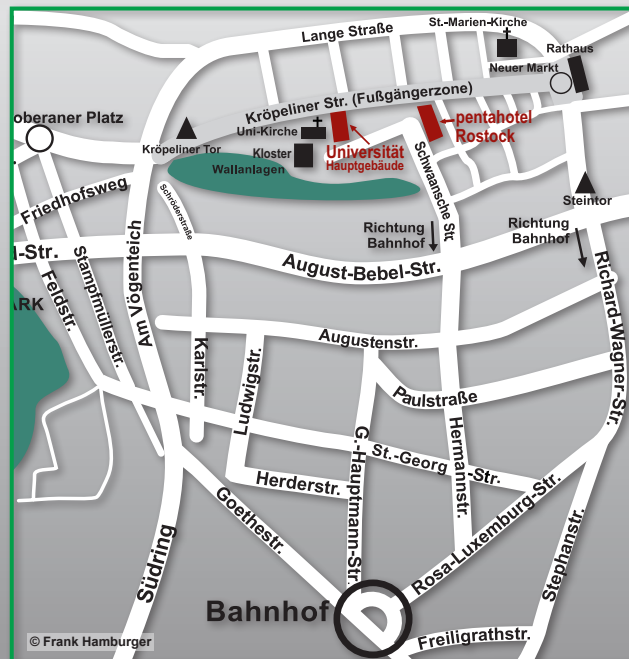 St.-Marien-Kirche
Lange Straße
Rathaus
Neuer Markt
Kröpeliner Str. (Fußgängerzone)
oberaner Platz
pentahotel
Rostock
Uni-Kirche
Kröpeliner Tor
Universität
Hauptgebäude
Kloster
Wallanlagen
Schwaansche Str.
Friedhofsweg
Schröderstraße
Steintor
Richtung
Bahnhof
Richtung
Bahnhof
-Str.
August-Bebel-Str.
Stampfmüllerstr.
Feldstr.
Am Vögenteich
Richard-Wagner-Str.
ARK
Augustenstr.
Karlstr.
Ludwigstr.
Paulstraße
Hermannstr.
G.-Hauptmann-Str.
St.-Georg -Str.
Herderstr.
Goethestr.
Rosa-Luxemburg-Str.
Südring
Stephanstr.
Bahnhof
Freiligrathstr.
© Frank Hamburger